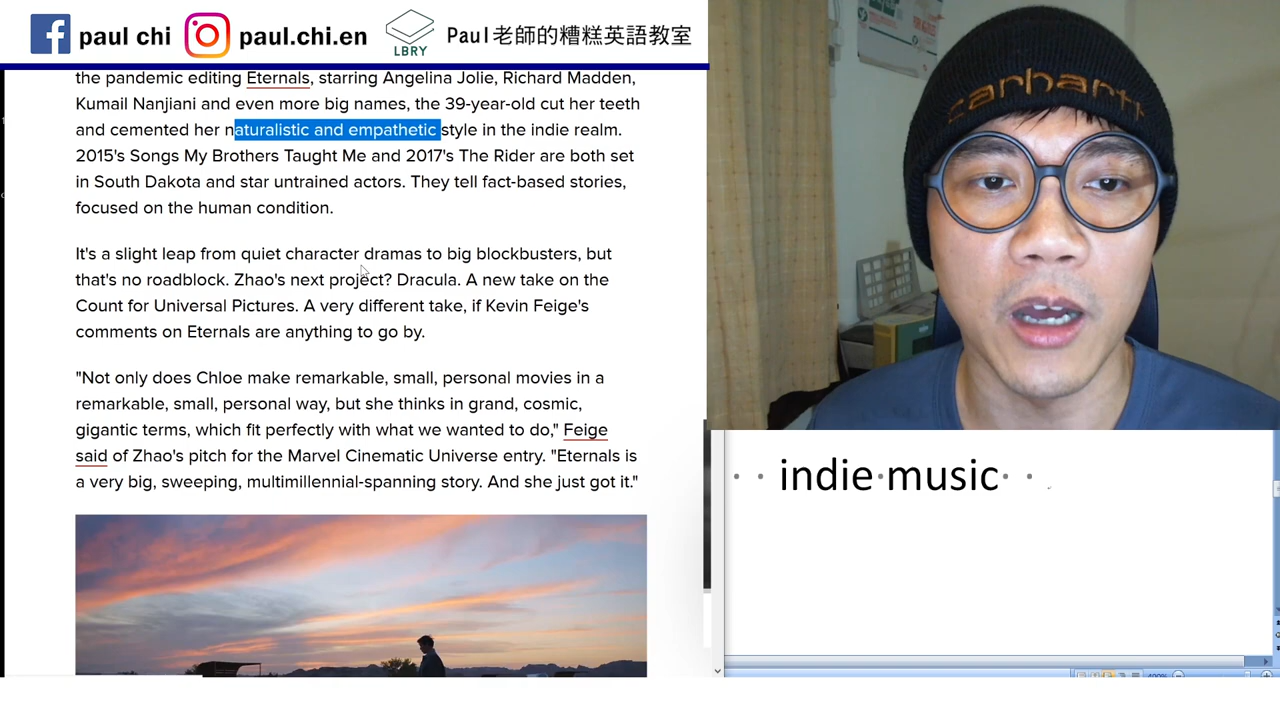 paul chi
paul.chi.en
LBRY
Paul老師的糟糕英語教室
the pandemic editing Eternals, starring Angelina Jolie, Richard Madden,
Kumail Nanjiani and even more big names, the 39-year-old cut her teeth
and cemented her naturalistic and empathetic style in the indie realm.
2015's Songs My Brothers Taught Me and 2017's The Rider are both set
in South Dakota and star untrained actors. They tell fact-based stories,
focused on the human condition.
It's a slight leap from quiet character dramas to big blockbusters, but
that's no roadblock. Zhao's next project? Dracula. A new take on the
Count for Universal Pictures. A very different take, if Kevin Feige's
comments on Eternals are anything to go by.
"Not only does Chloe make remarkable, small, personal movies in a
remarkable, small, personal way, but she thinks in grand, cosmic,
gigantic terms, which fit perfectly with what we wanted to do," Feige
said of Zhao's pitch for the Marvel Cinematic Universe entry. "Eternals is
a very big, sweeping, multimillennial-spanning story. And she just got it."
carhartt
indie music